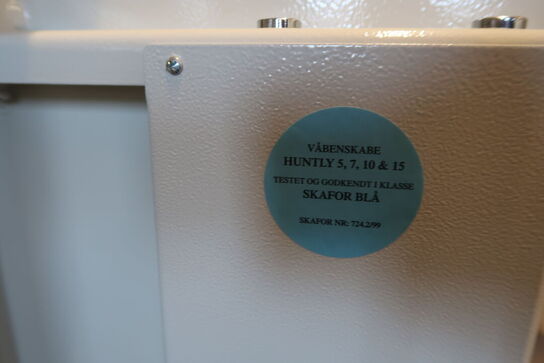 VÅBENSKABE
HUNTLY 5, 7, 10 & 15
TESTET OG GODKENDT I KLASSE
SKAFOR BLÅ
SKAFOR NR: 724.2/99